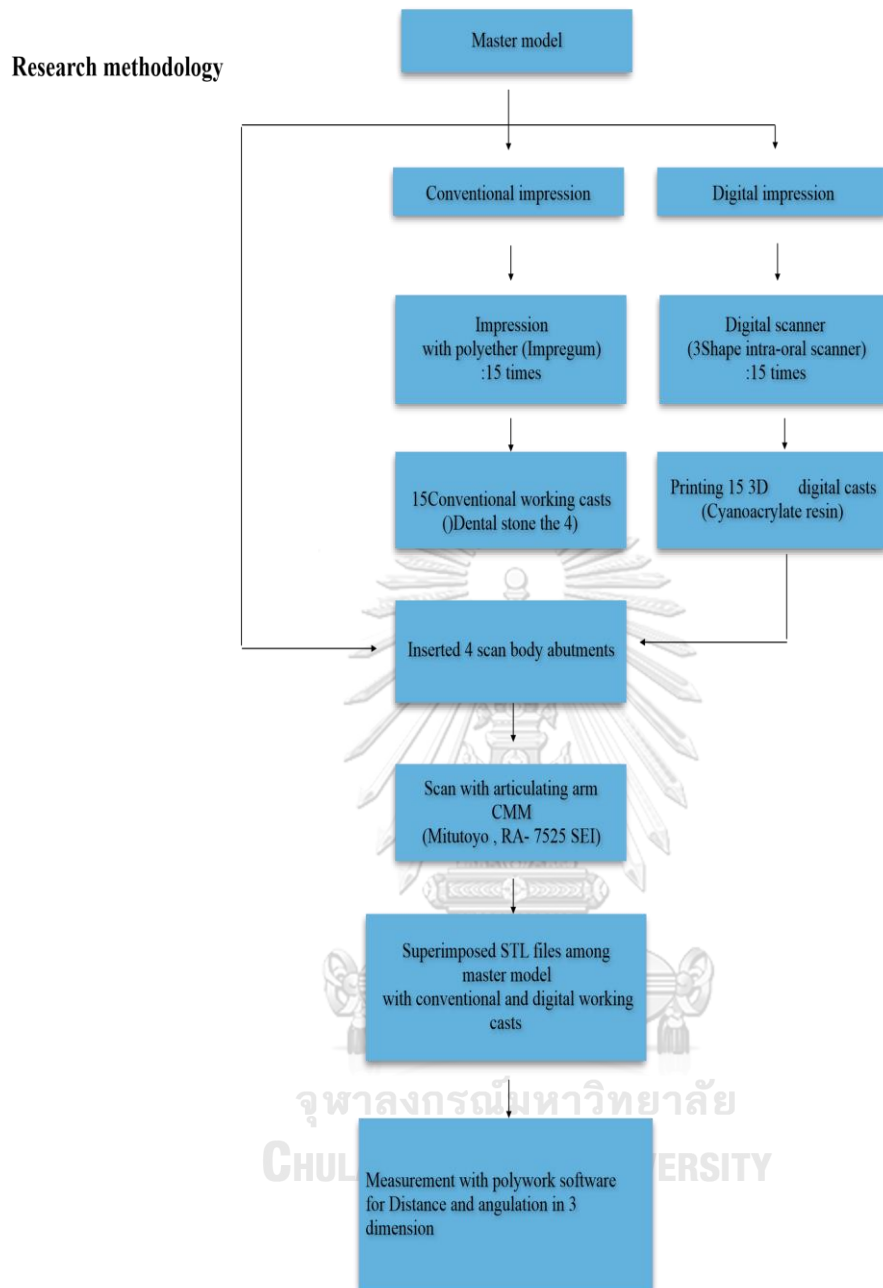 Research methodology
Master model
Conventional impression
Digital impression
Impression
with polyether (Impregum)
:15 times
Digital scanner
(3Shape intra-oral scanner)
:15 times
15Conventional working casts
()Dental stone the 4)
Printing 15 3D digital casts
(Cyanoacrylate resin)
Inserted 4 scan body abutments
Scan with articulating arm
CMM
(Mitutoyo , RA- 7525 SEI)
Superimposed STL files among
master model
with conventional and digital working
casts
จุฬาลงกรณ์มหาวิทยาลัย
CHUL ERSITY
Measurement with polywork software
for Distance and angulation in 3
dimension